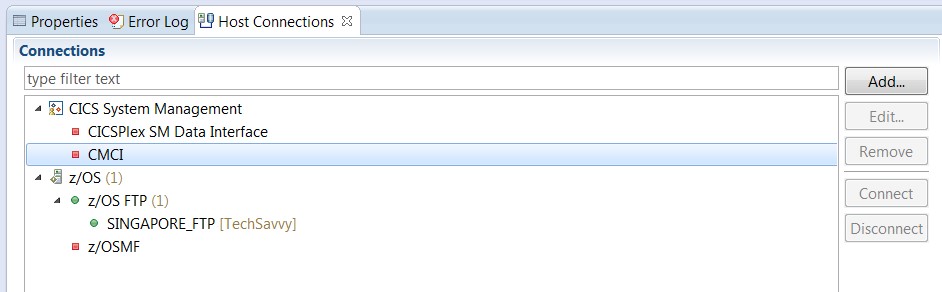 Properties Error Log Host Connections
Connections
type filter text
Add...
CICS System Management
Edit...
CICSPlex SM Data Interface
CMCI
Remove
z/OS (1)
z/OS FTP (1)
Connect
SINGAPORE_FTP [TechSavvy]
Disconnect
z/OSMF